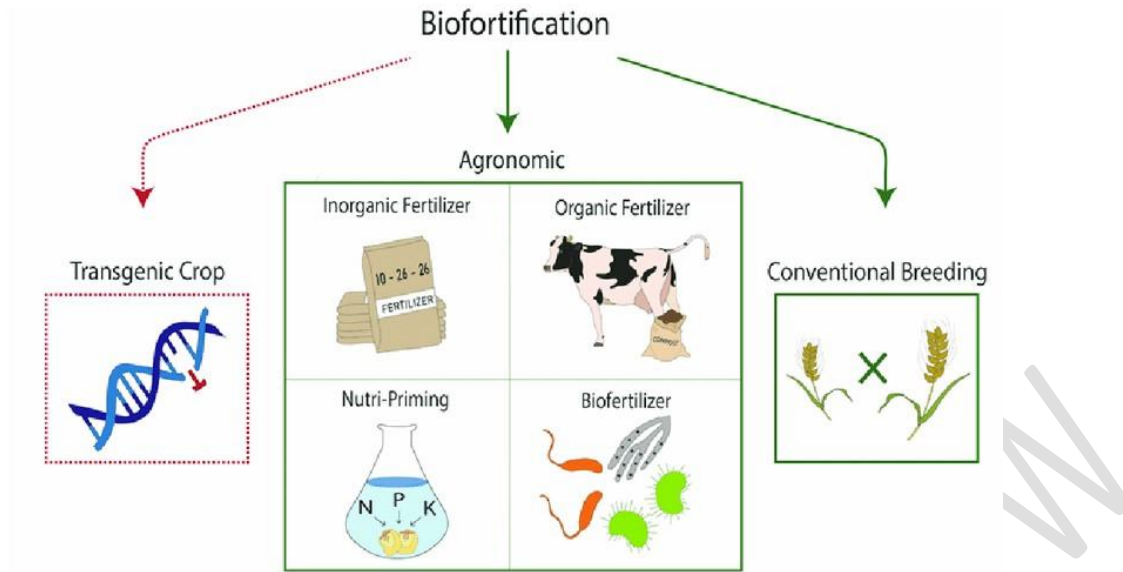 Biofortification
Agronomic
Inorganic Fertilizer
Organic Fertilizer
Transgenic Crop
Conventional Breeding
10 - 26 - 26
FERTILIZER
COMPOST
Nutri-Priming
Biofertilizer
N P K
W